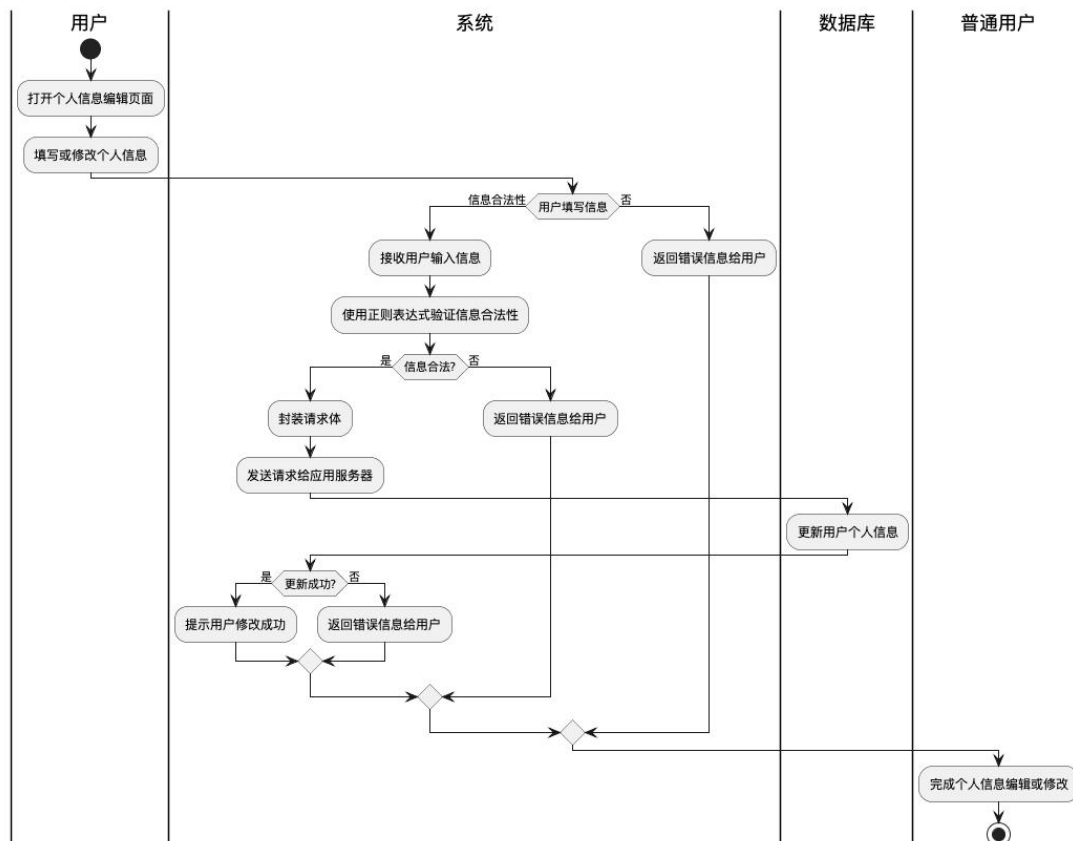 用户
系统
数据库
普通用户
打开个人信息编辑页面
填写或修改个人信息
信息合法性
用户填写信息
否
接收用户输入信息
返回错误信息给用户
使用正则表达式验证信息合法性
是
信息合法?
否
封装请求体
返回错误信息给用户
发送请求给应用服务器
更新用户个人信息
是
更新成功?
否
提示用户修改成功
返回错误信息给用户
完成个人信息编辑或修改